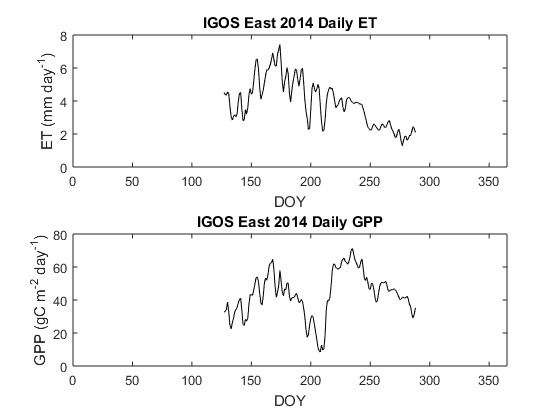 IGOS East 2014 Daily ET
8
6
4
2
0
ET (mm day⁻¹)
0 50 100 150 200 250 300 350
DOY
IGOS East 2014 Daily GPP
80
60
40
20
0
GPP (gC m⁻² day⁻¹)
0 50 100 150 200 250 300 350
DOY